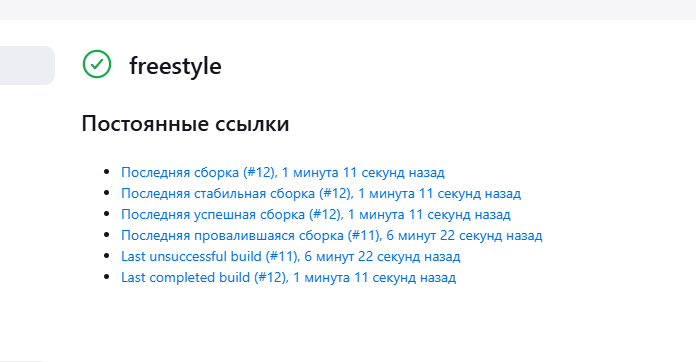 freestyle
Постоянные ссылки
Последняя сборка (#12), 1 минута 11 секунд назад
Последняя стабильная сборка (#12), 1 минута 11 секунд назад
Последняя успешная сборка (#12), 1 минута 11 секунд назад
Последняя провалившаяся сборка (#11), 6 минут 22 секунд назад
Last unsuccessful build (#11), 6 минут 22 секунд назад
Last completed build (#12), 1 минута 11 секунд назад